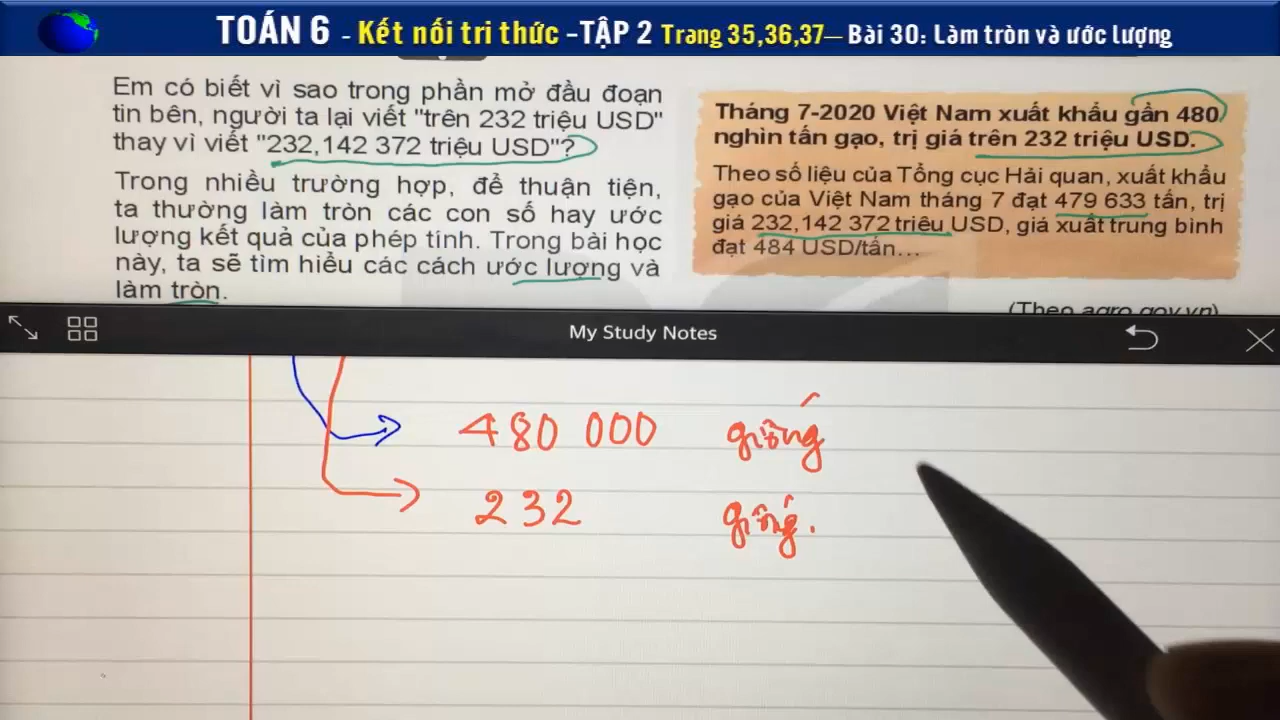 TOÁN 6 - Kết nối tri thức -TẬP 2 Trang 35,36,37– Bài 30: Làm tròn và ước lượng
Em có biết vì sao trong phần mở đầu đoạn
tin bên, người ta lại viết "trên 232 triệu USD"
thay vì viết "232,142 372 triệu USD"?
Trong nhiều trường hợp, để thuận tiện,
ta thường làm tròn các con số hay ước
lượng kết quả của phép tính. Trong bài học
này, ta sẽ tìm hiểu các cách ước lượng và
làm tròn.
Tháng 7-2020 Việt Nam xuất khẩu gần 480
nghìn tấn gạo, trị giá trên 232 triệu USD.
Theo số liệu của Tổng cục Hải quan, xuất khẩu
gạo của Việt Nam tháng 7 đạt 479 633 tấn, trị
giá 232,142 372 triệu USD, giá xuất trung bình
đạt 484 USD/tấn...
(Theo agro.gov.vn)
My Study Notes
480 000 giống
232 giống.